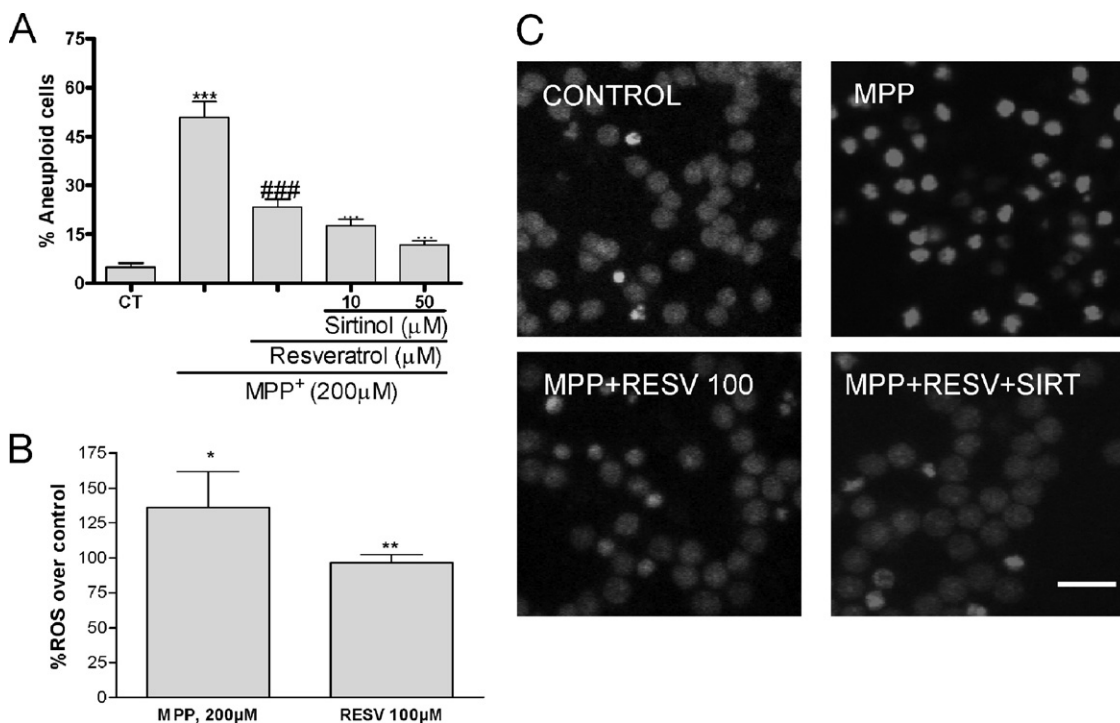 A
75
60
45
30
15
0
% Aneuploid cells
***
###
...
...
CT
10
50
Sirtinol (μM)
Resveratrol (μM)
MPP+ (200μM)
B
175
150
125
100
75
50
25
0
%ROS over control
*
**
MPP, 200μM
RESV 100μM
C
CONTROL
MPP
MPP+RESV 100
MPP+RESV+SIRT